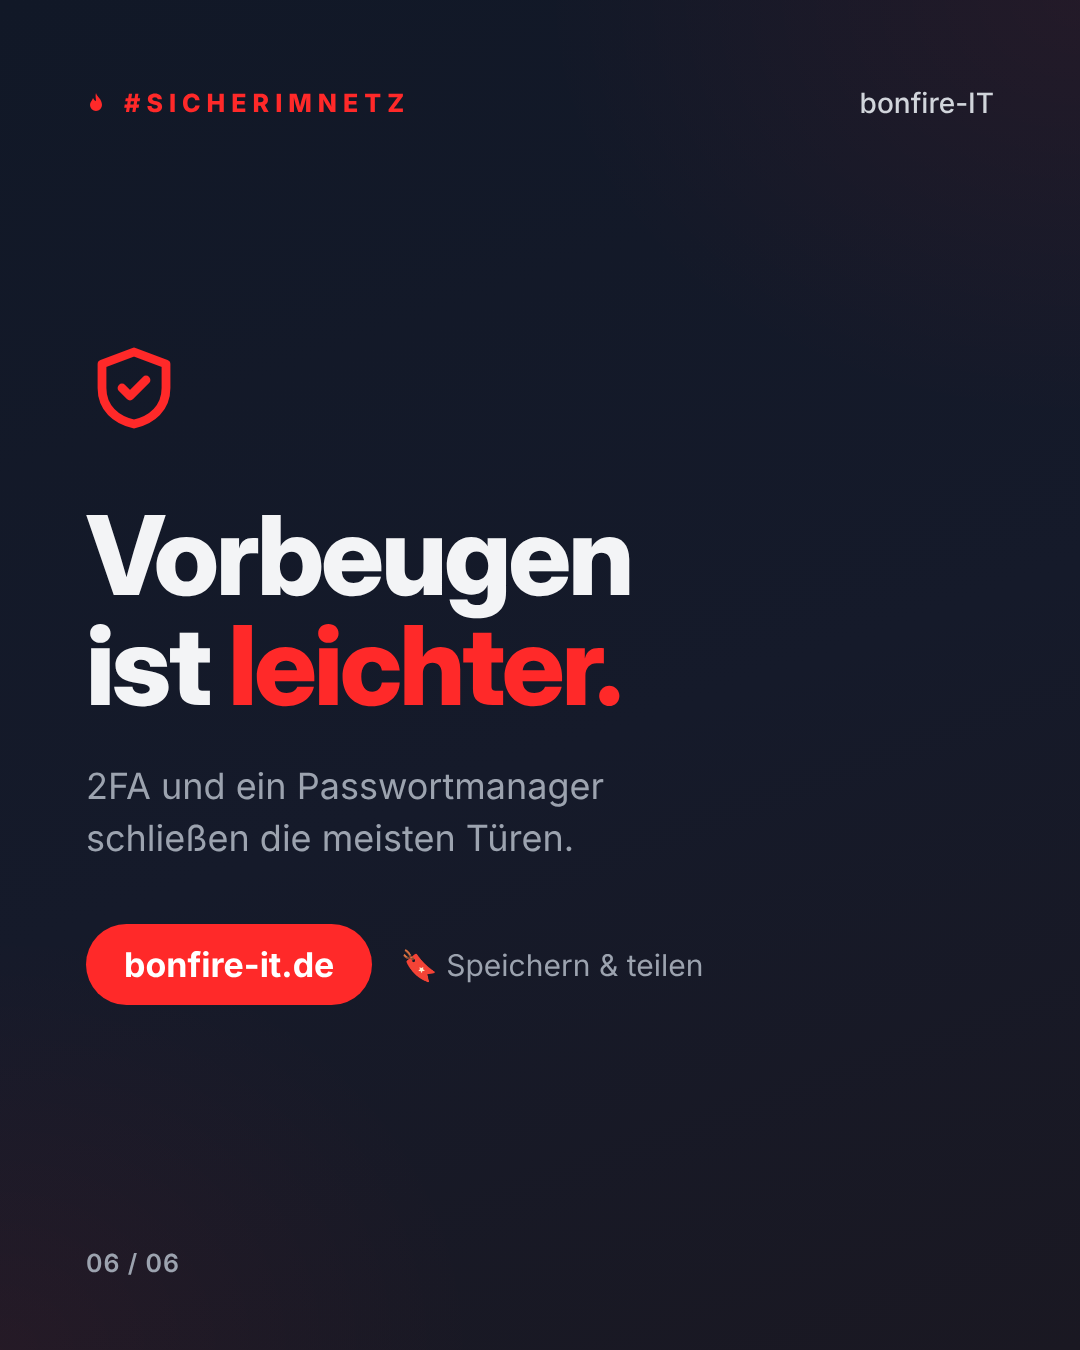 #SICHERIMNETZ
bonfire-IT
Vorbeugen
ist leichter.
2FA und ein Passwortmanager
schließen die meisten Türen.
bonfire-it.de
🔖 Speichern & teilen
06 / 06